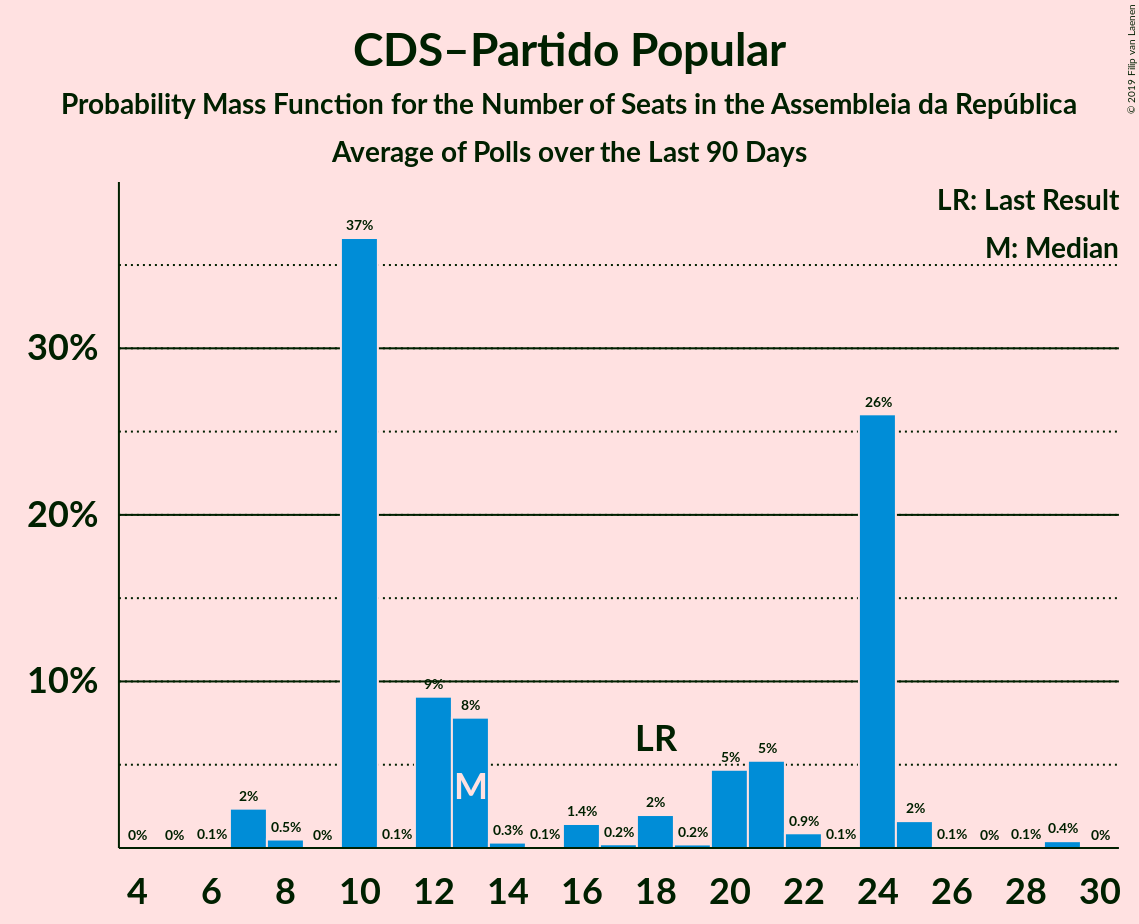 CDS–Partido Popular
Probability Mass Function for the Number of Seats in the Assembleia da República
Average of Polls over the Last 90 Days
© 2019 Filip van Laenen
LR: Last Result
M: Median
30%
20%
10%
0% 0% 0.1% 2% 0.5% 0% 37% 0.1% 9% 8% 0.3% 0.1% 1.4% 0.2% 2% 0.2% 5% 5% 0.9% 0.1% 26% 2% 0.1% 0% 0.1% 0.4% 0%
LR
M
4 6 8 10 12 14 16 18 20 22 24 26 28 30